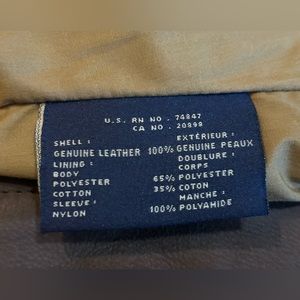 U.S. RN NO. 74847
CA NO. 20898
SHELL: EXTÉRIEUR:
GENUINE LEATHER 100% GENUINE PEAUX
LINING: DOUBLURE:
BODY CORPS
POLYESTER 65% POLYESTER
COTTON 35% COTON
SLEEVE: MANCHE:
NYLON 100% POLYAMIDE